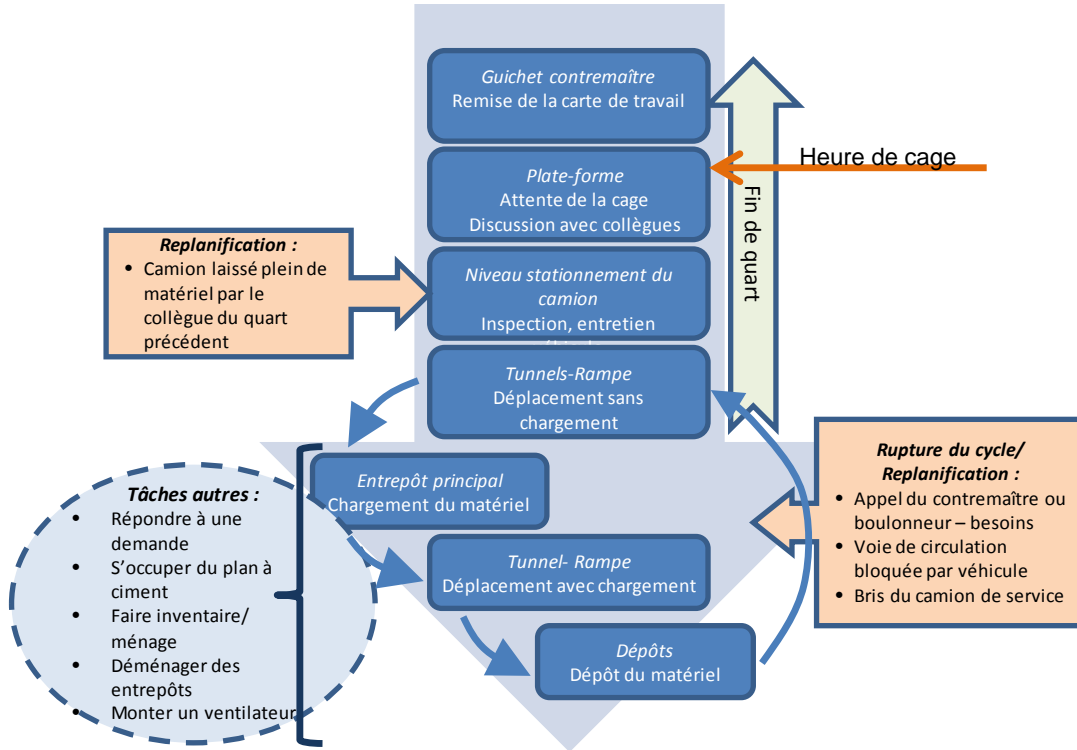 Guichet contremaître
Remise de la carte de travail
Heure de cage
Plate-forme
Attente de la cage
Discussion avec collègues
Fin de quart
Replanification :
• Camion laissé plein de
matériel par le
collègue du quart
précédent
Niveau stationnement du
camion
Inspection, entretien
Tunnels-Rampe
Déplacement sans
chargement
Rupture du cycle/
Replanification :
• Appel du contremaître ou
boulonneur – besoins
• Voie de circulation
bloquée par véhicule
• Bris du camion de service
Entrepôt principal
Chargement du matériel
Tâches autres :
• Répondre à une
demande
• S'occuper du plan à
ciment
• Faire inventaire/
ménage
• Déménager des
entrepôts
• Monter un ventilateur
Tunnel- Rampe
Déplacement avec chargement
Dépôts
Dépôt du matériel